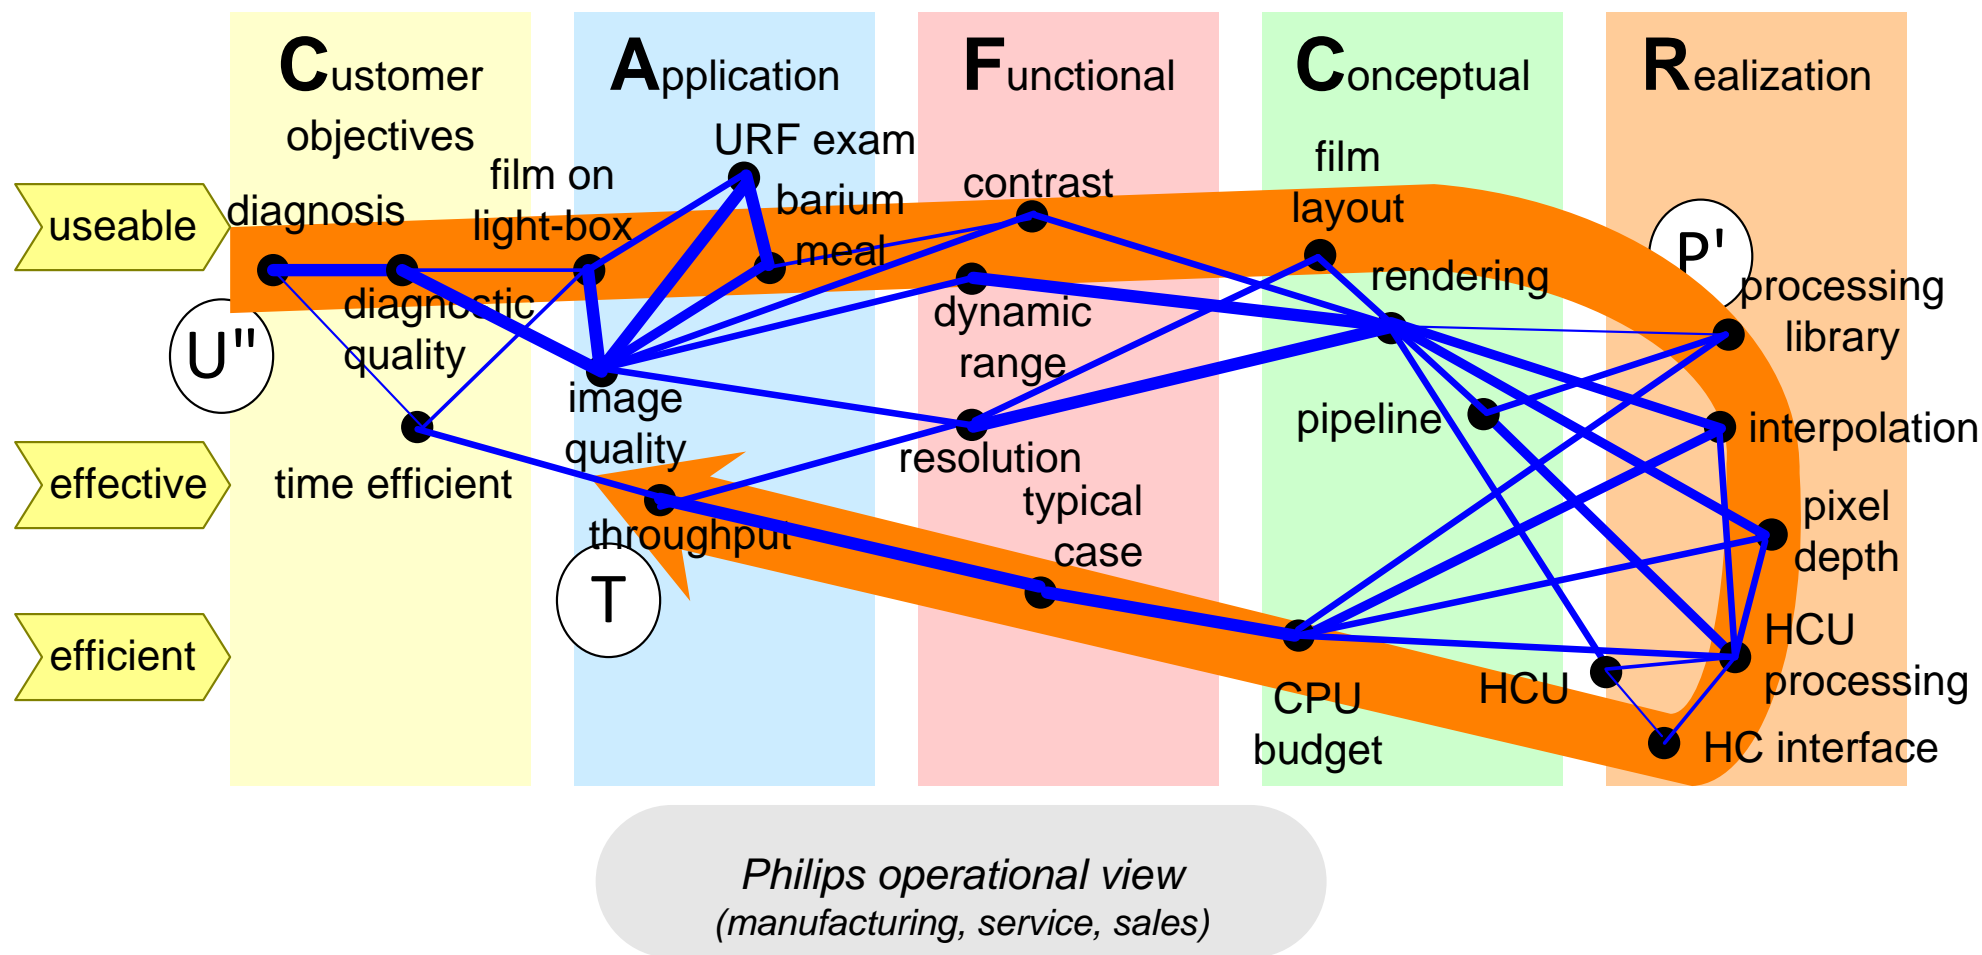 Customer
objectives
Application
Functional
Conceptual
Realization
useable
effective
efficient
diagnosis
film on
light-box
diagnostic
quality
U"
time efficient
URF exam
barium
meal
image
quality
throughput
T
contrast
dynamic
range
resolution
typical
case
film
layout
rendering
pipeline
CPU
budget
HCU
P'
processing
library
interpolation
pixel
depth
HCU
processing
HC interface
Philips operational view
(manufacturing, service, sales)